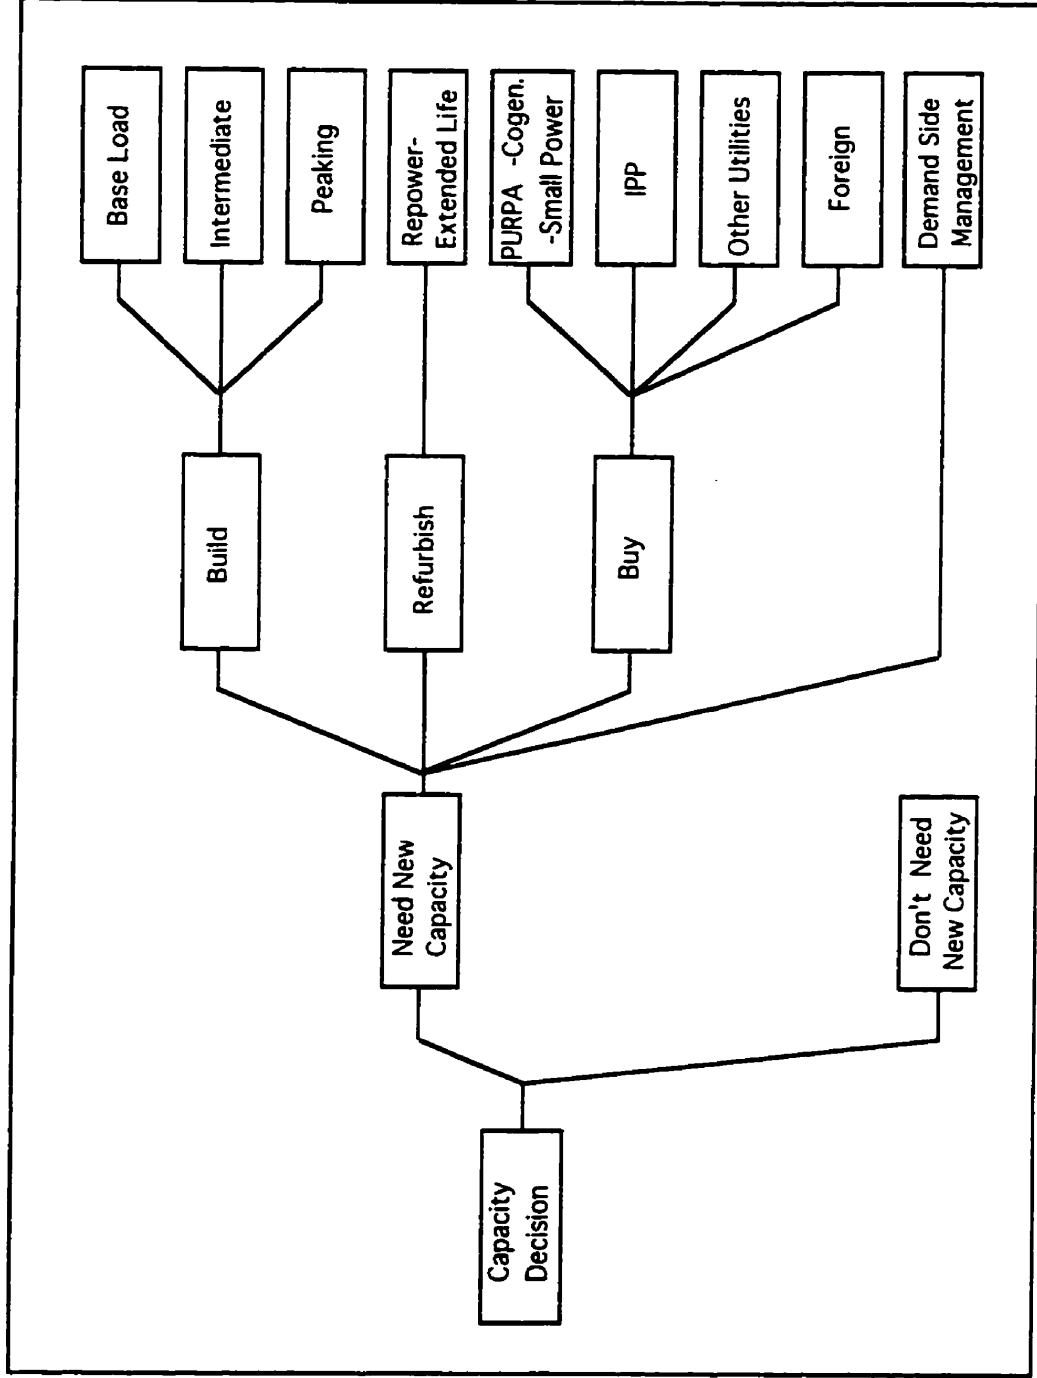 Capacity
Decision
Need New
Capacity
Don't Need
New Capacity
Build
Refurbish
Buy
Base Load
Intermediate
Peaking
Repower-
Extended Life
PURPA -Cogen.
-Small Power
IPP
Other Utilities
Foreign
Demand Side
Management